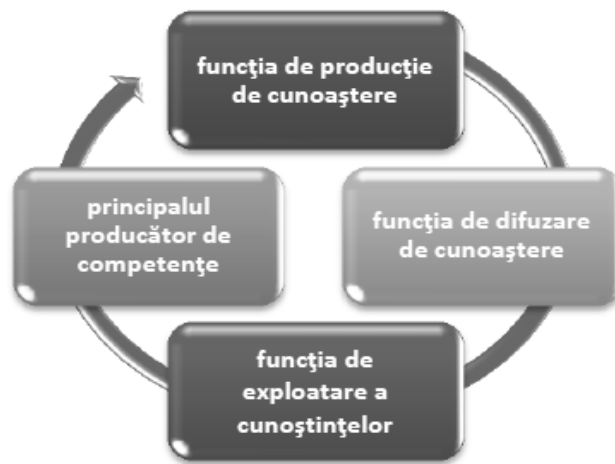 funcţia de producţie
de cunoaştere
principalul
producător de
competenţe
funcţia de difuzare
de cunoaştere
funcţia de
exploatare a
cunoştinţelor